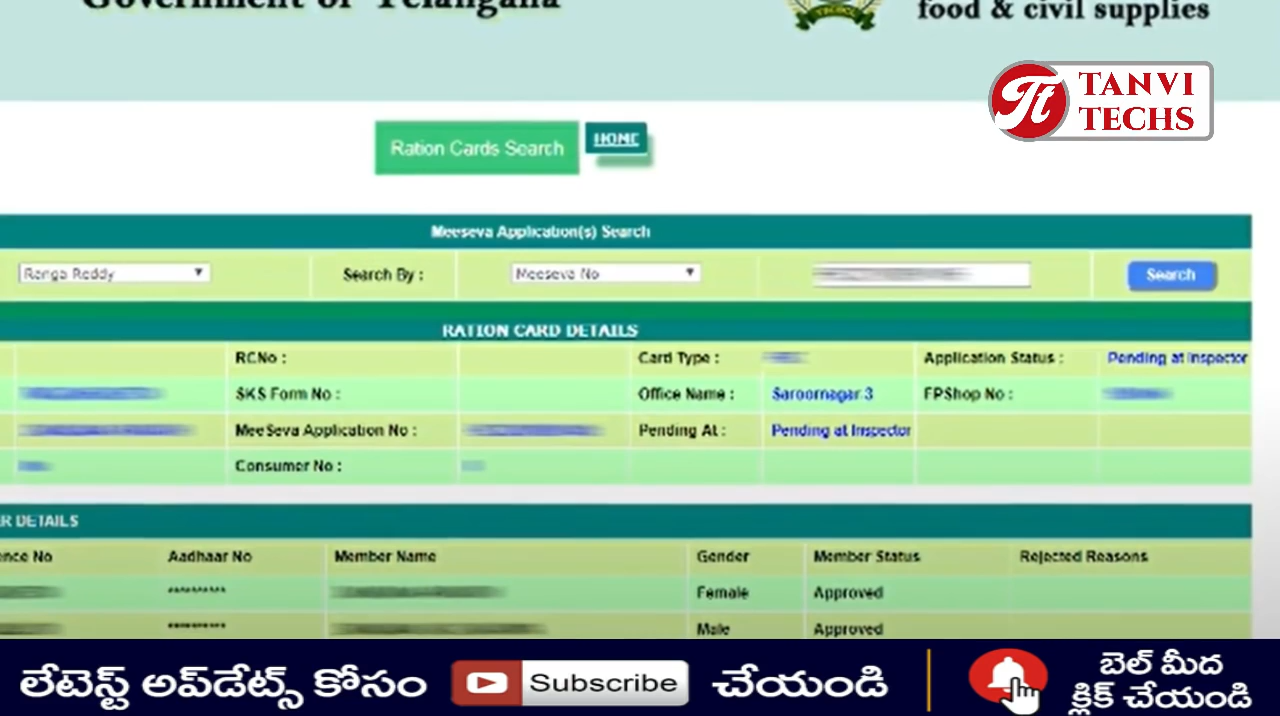 Government of Telangana
food & civil supplies
TANVI
TECHS
Ration Cards Search HOME
Meeseva Application(s) Search
Ranga Reddy Search By : Meeseva No Search
RATION CARD DETAILS
RCNo : Card Type : Application Status : Pending at Inspector
SKS Form No : Office Name : Saroornagar 3 FPShop No :
MeeSeva Application No : Pending At : Pending at Inspector
Consumer No :
R DETAILS
ence No Aadhaar No Member Name Gender Member Status Rejected Reasons
********** Female Approved
********** Male Approved
లేటెస్ట్ అప్‌డేట్స్ కోసం Subscribe చేయండి
బెల్ మీద
క్లిక్ చేయండి